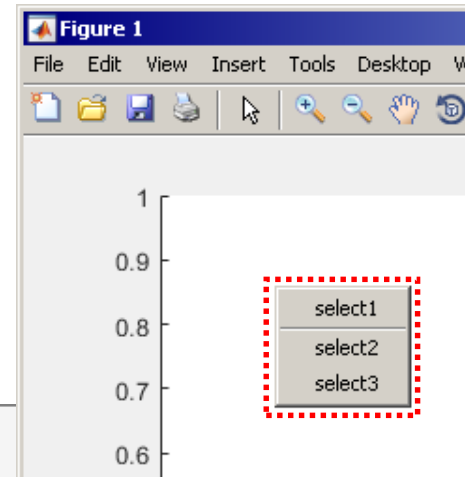 Figure 1
File Edit View Insert Tools Desktop
1
0.9
select1
0.8
select2
select3
0.7
0.6